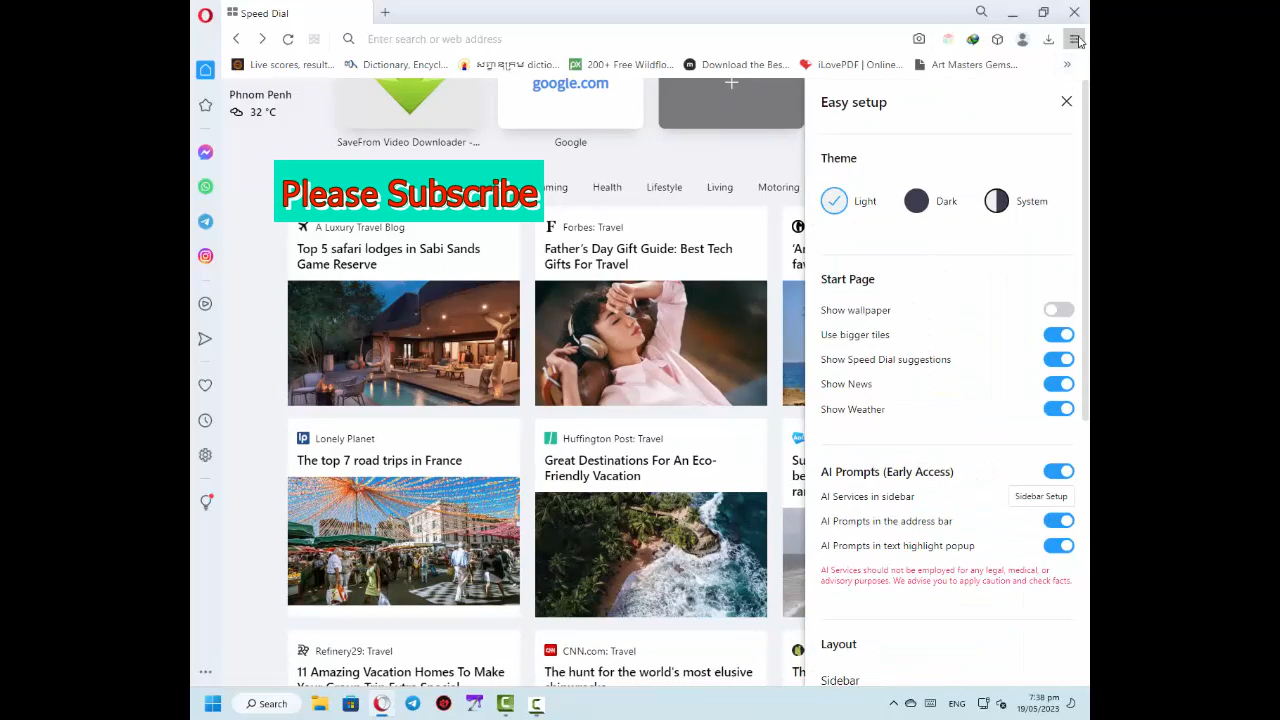 Speed Dial
Enter search or web address
Live scores, result...
Dictionary, Encycl...
200+ Free Wildflo...
Download the Bes...
iLovePDF | Online...
Art Masters Gems...
»
Phnom Penh
32 °C
google.com
SaveFrom Video Downloader -...
Google
Please Subscribe
Health
Lifestyle
Living
Motoring
A Luxury Travel Blog
Top 5 safari lodges in Sabi Sands
Game Reserve
Forbes: Travel
Father's Day Gift Guide: Best Tech
Gifts For Travel
Lonely Planet
The top 7 road trips in France
Huffington Post: Travel
Great Destinations For An Eco-
Friendly Vacation
Refinery29: Travel
11 Amazing Vacation Homes To Make
CNN.com: Travel
The hunt for the world's most elusive
Easy setup
Theme
Light
Dark
System
Start Page
Show wallpaper
Use bigger tiles
Show Speed Dial suggestions
Show News
Show Weather
AI Prompts (Early Access)
AI Services in sidebar
Sidebar Setup
AI Prompts in the address bar
AI Prompts in text highlight popup
AI Services should not be employed for any legal, medical, or
advisory purposes. We advise you to apply caution and check facts.
Layout
Sidebar
Search
ENG
7:38 pm
19/05/2023